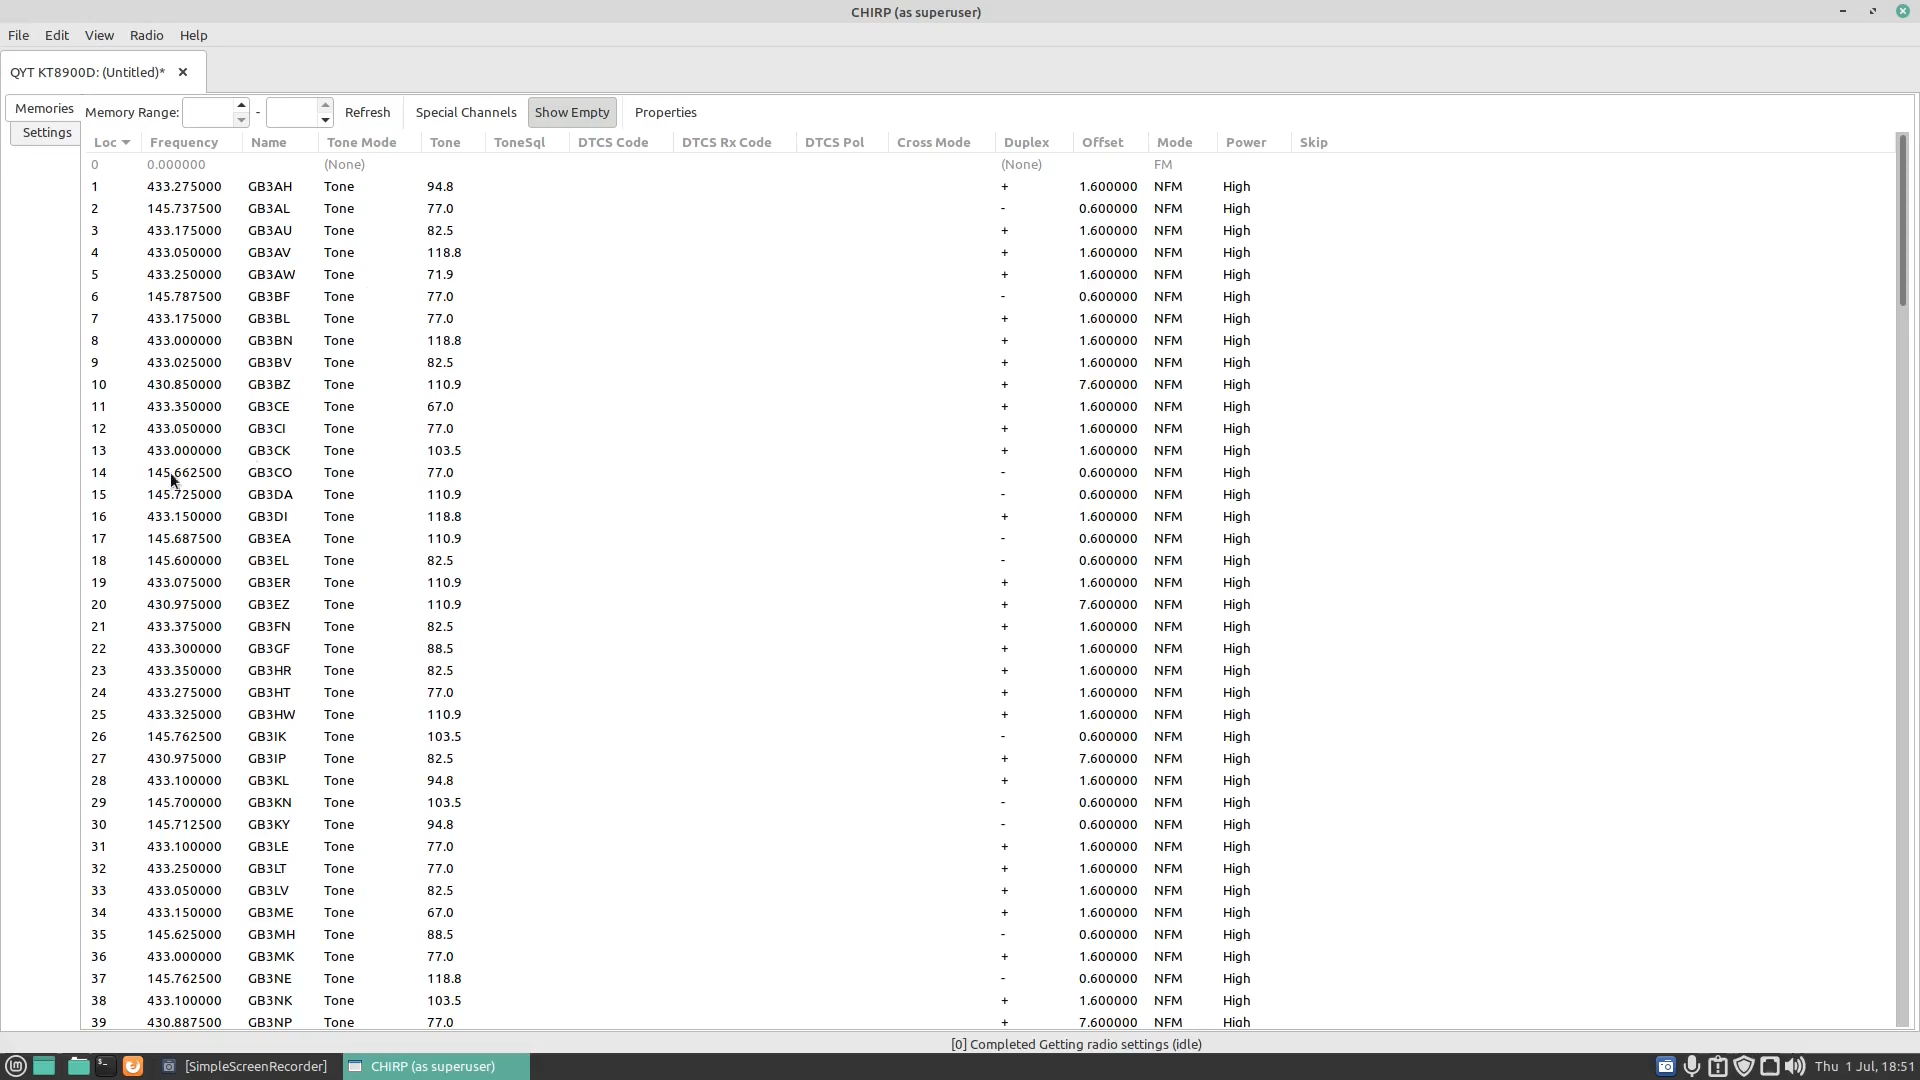 CHIRP (as superuser)
File Edit View Radio Help
QYT KT8900D: (Untitled)*
Memories Memory Range: - Refresh Special Channels Show Empty Properties
Settings
Loc Frequency Name Tone Mode Tone ToneSql DTCS Code DTCS Rx Code DTCS Pol Cross Mode Duplex Offset Mode Power Skip
0 0.000000 (None) (None) FM
1 433.275000 GB3AH Tone 94.8 + 1.600000 NFM High
2 145.737500 GB3AL Tone 77.0 - 0.600000 NFM High
3 433.175000 GB3AU Tone 82.5 + 1.600000 NFM High
4 433.050000 GB3AV Tone 118.8 + 1.600000 NFM High
5 433.250000 GB3AW Tone 71.9 + 1.600000 NFM High
6 145.787500 GB3BF Tone 77.0 - 0.600000 NFM High
7 433.175000 GB3BL Tone 77.0 + 1.600000 NFM High
8 433.000000 GB3BN Tone 118.8 + 1.600000 NFM High
9 433.025000 GB3BV Tone 82.5 + 1.600000 NFM High
10 430.850000 GB3BZ Tone 110.9 + 7.600000 NFM High
11 433.350000 GB3CE Tone 67.0 + 1.600000 NFM High
12 433.050000 GB3CI Tone 77.0 + 1.600000 NFM High
13 433.000000 GB3CK Tone 103.5 + 1.600000 NFM High
14 145.662500 GB3CO Tone 77.0 - 0.600000 NFM High
15 145.725000 GB3DA Tone 110.9 - 0.600000 NFM High
16 433.150000 GB3DI Tone 118.8 + 1.600000 NFM High
17 145.687500 GB3EA Tone 110.9 - 0.600000 NFM High
18 145.600000 GB3EL Tone 82.5 - 0.600000 NFM High
19 433.075000 GB3ER Tone 110.9 + 1.600000 NFM High
20 430.975000 GB3EZ Tone 110.9 + 7.600000 NFM High
21 433.375000 GB3FN Tone 82.5 + 1.600000 NFM High
22 433.300000 GB3GF Tone 88.5 + 1.600000 NFM High
23 433.350000 GB3HR Tone 82.5 + 1.600000 NFM High
24 433.275000 GB3HT Tone 77.0 + 1.600000 NFM High
25 433.325000 GB3HW Tone 110.9 + 1.600000 NFM High
26 145.762500 GB3IK Tone 103.5 - 0.600000 NFM High
27 430.975000 GB3IP Tone 82.5 + 7.600000 NFM High
28 433.100000 GB3KL Tone 94.8 + 1.600000 NFM High
29 145.700000 GB3KN Tone 103.5 - 0.600000 NFM High
30 145.712500 GB3KY Tone 94.8 - 0.600000 NFM High
31 433.100000 GB3LE Tone 77.0 + 1.600000 NFM High
32 433.250000 GB3LT Tone 77.0 + 1.600000 NFM High
33 433.050000 GB3LV Tone 82.5 + 1.600000 NFM High
34 433.150000 GB3ME Tone 67.0 + 1.600000 NFM High
35 145.625000 GB3MH Tone 88.5 - 0.600000 NFM High
36 433.000000 GB3MK Tone 77.0 + 1.600000 NFM High
37 145.762500 GB3NE Tone 118.8 - 0.600000 NFM High
38 433.100000 GB3NK Tone 103.5 + 1.600000 NFM High
39 430.887500 GB3NP Tone 77.0 + 7.600000 NFM High
[0] Completed Getting radio settings (idle)
[SimpleScreenRecorder] CHIRP (as superuser) Thu 1 Jul, 18:51